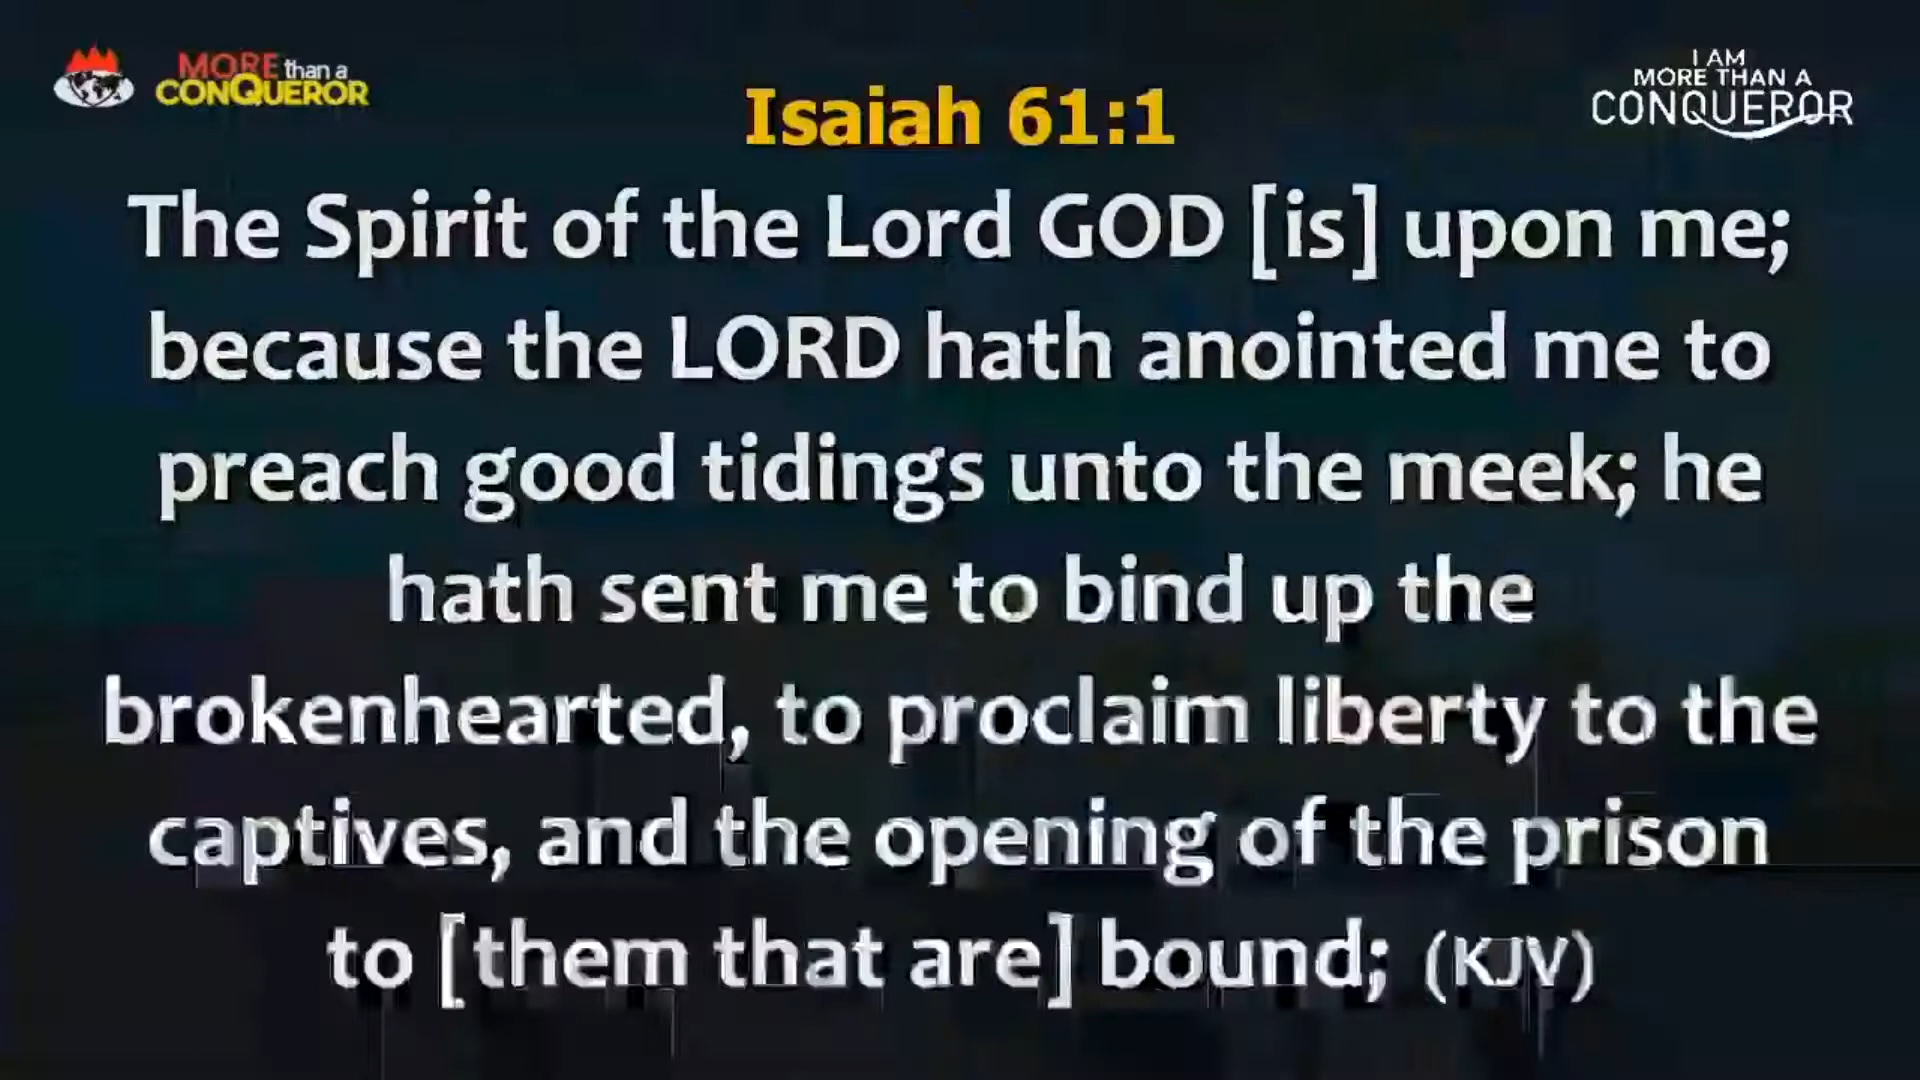 MORE than a
CONQUEROR
I AM
MORE THAN A
CONQUEROR
Isaiah 61:1
The Spirit of the Lord GOD [is] upon me;
because the LORD hath anointed me to
preach good tidings unto the meek; he
hath sent me to bind up the
brokenhearted, to proclaim liberty to the
captives, and the opening of the prison
to [them that are] bound; (KJV)